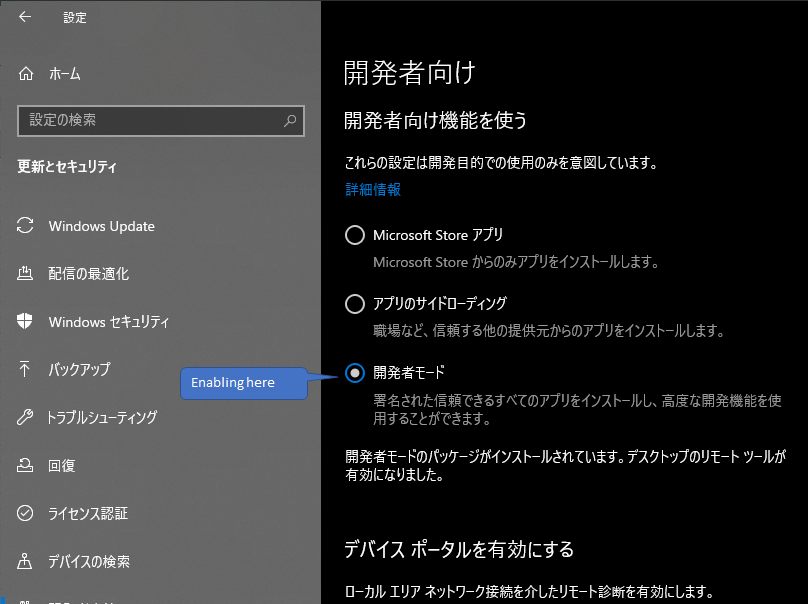 設定
ホーム
設定の検索
更新とセキュリティ
Windows Update
配信の最適化
Windows セキュリティ
バックアップ
トラブルシューティング
回復
ライセンス認証
デバイスの検索
開発者向け
開発者向け機能を使う
これらの設定は開発目的での使用のみを意図しています。
詳細情報
Microsoft Store アプリ
Microsoft Store からのみアプリをインストールします。
アプリのサイドローディング
職場など、信頼する他の提供元からのアプリをインストールします。
Enabling here
開発者モード
署名された信頼できるすべてのアプリをインストールし、高度な開発機能を使
用することができます。
開発者モードのパッケージがインストールされています。デスクトップのリモート ツールが
有効になりました。
デバイス ポータルを有効にする
ローカル エリア ネットワーク接続を介したリモート診断を有効にします。